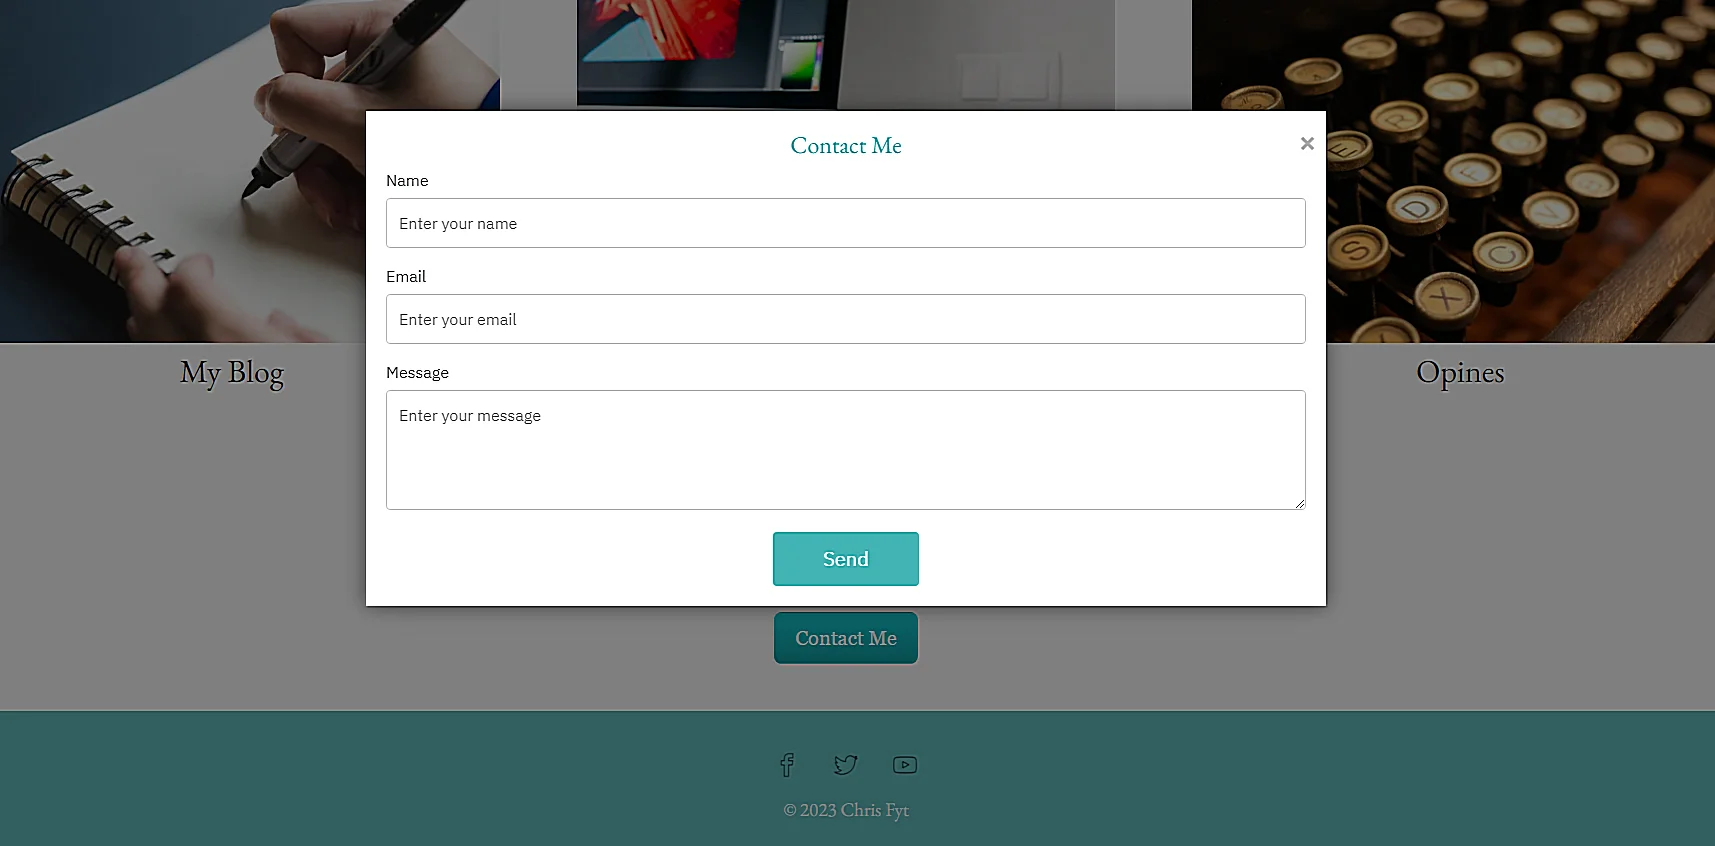 Contact Me
×
Name
Enter your name
Email
Enter your email
Message
Enter your message
Send
My Blog
Opines
Contact Me
© 2023 Chris Fyt
R
E
F
D
V
S
C
X